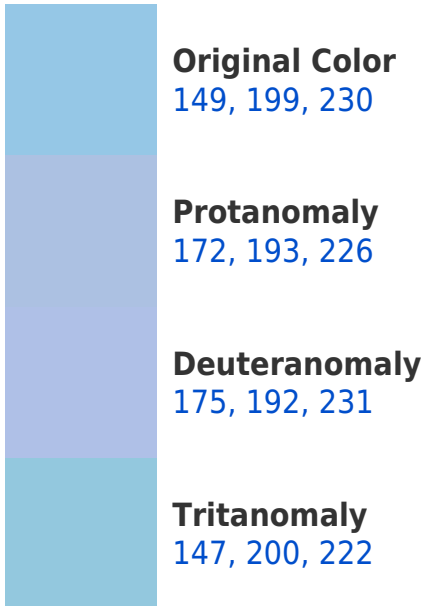 Original Color
149, 199, 230
Protanomaly
172, 193, 226
Deuteranomaly
175, 192, 231
Tritanomaly
147, 200, 222